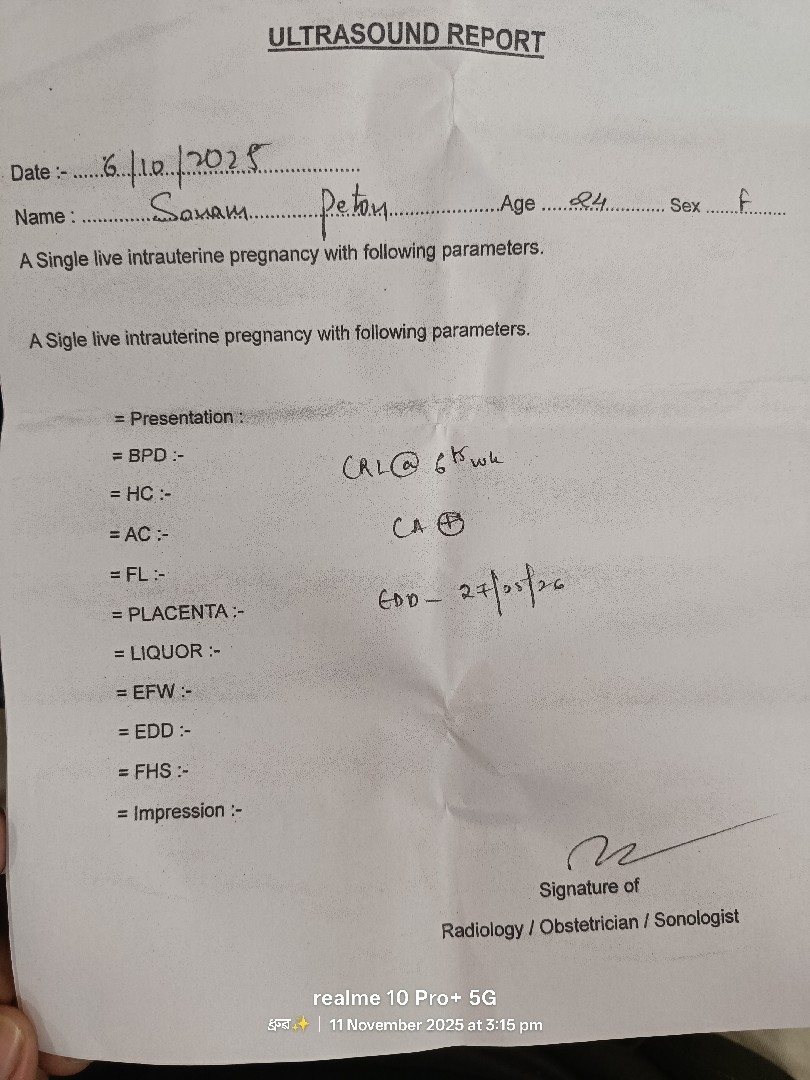 ULTRASOUND REPORT
Date :- ...... 6/10/2025 ....................
Name : .............. Sanam ............ Peton ....................Age ..... 24 ............ Sex ...... F .......
A Single live intrauterine pregnancy with following parameters.
A Sigle live intrauterine pregnancy with following parameters.
= Presentation :
= BPD :-
CRL@ 6 wk
= HC :-
= AC :-
CA ⊕
= FL :-
EDD - 27/05/26
= PLACENTA :-
= LIQUOR :-
= EFW :-
= EDD :-
= FHS :-
= Impression :-
Signature of
Radiology / Obstetrician / Sonologist
realme 10 Pro+ 5G
11 November 2025 at 3:15 pm